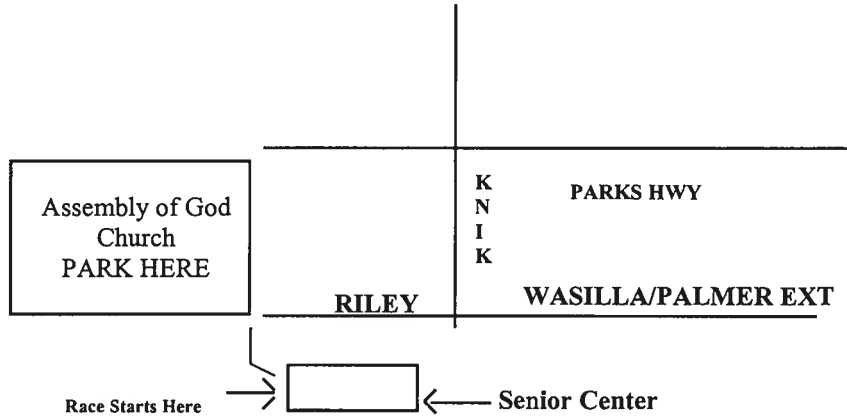 Assembly of God
Church
PARK HERE
K
N
I
K
PARKS HWY
RILEY
WASILLA/PALMER EXT
Race Starts Here
Senior Center